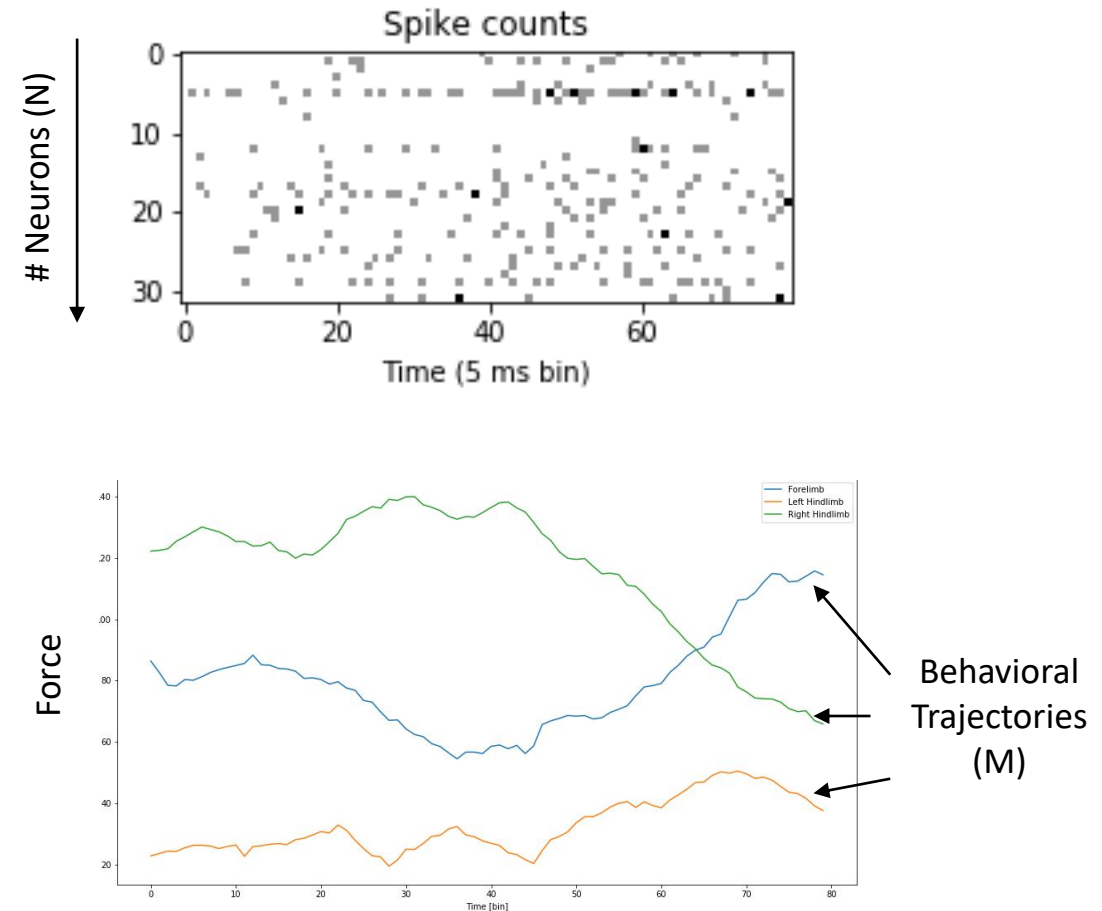 Spike counts
# Neurons (N)
0
10
20
30
0 20 40 60
Time (5 ms bin)
Force
.40
.20
.00
80
60
40
20
0 10 20 30 40 50 60 70 80
Time [bin]
Forelimb
Left Hindlimb
Right Hindlimb
Behavioral
Trajectories
(M)